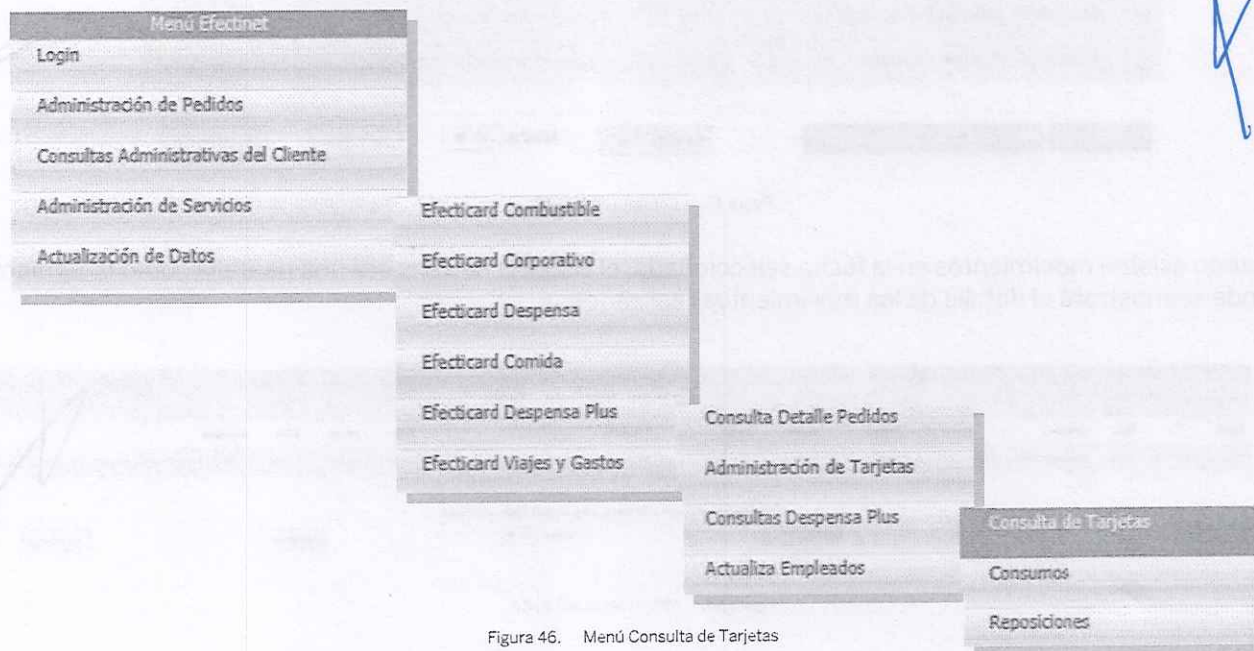 Menú Efectinet
Login
Administración de Pedidos
Consultas Administrativas del Cliente
Administración de Servicios
Actualización de Datos
Efecticard Combustible
Efecticard Corporativo
Efecticard Despensa
Efecticard Comida
Efecticard Despensa Plus
Efecticard Viajes y Gastos
Consulta Detalle Pedidos
Administración de Tarjetas
Consultas Despensa Plus
Actualiza Empleados
Consulta de Tarjetas
Consumos
Reposiciones
Figura 46. Menú Consulta de Tarjetas